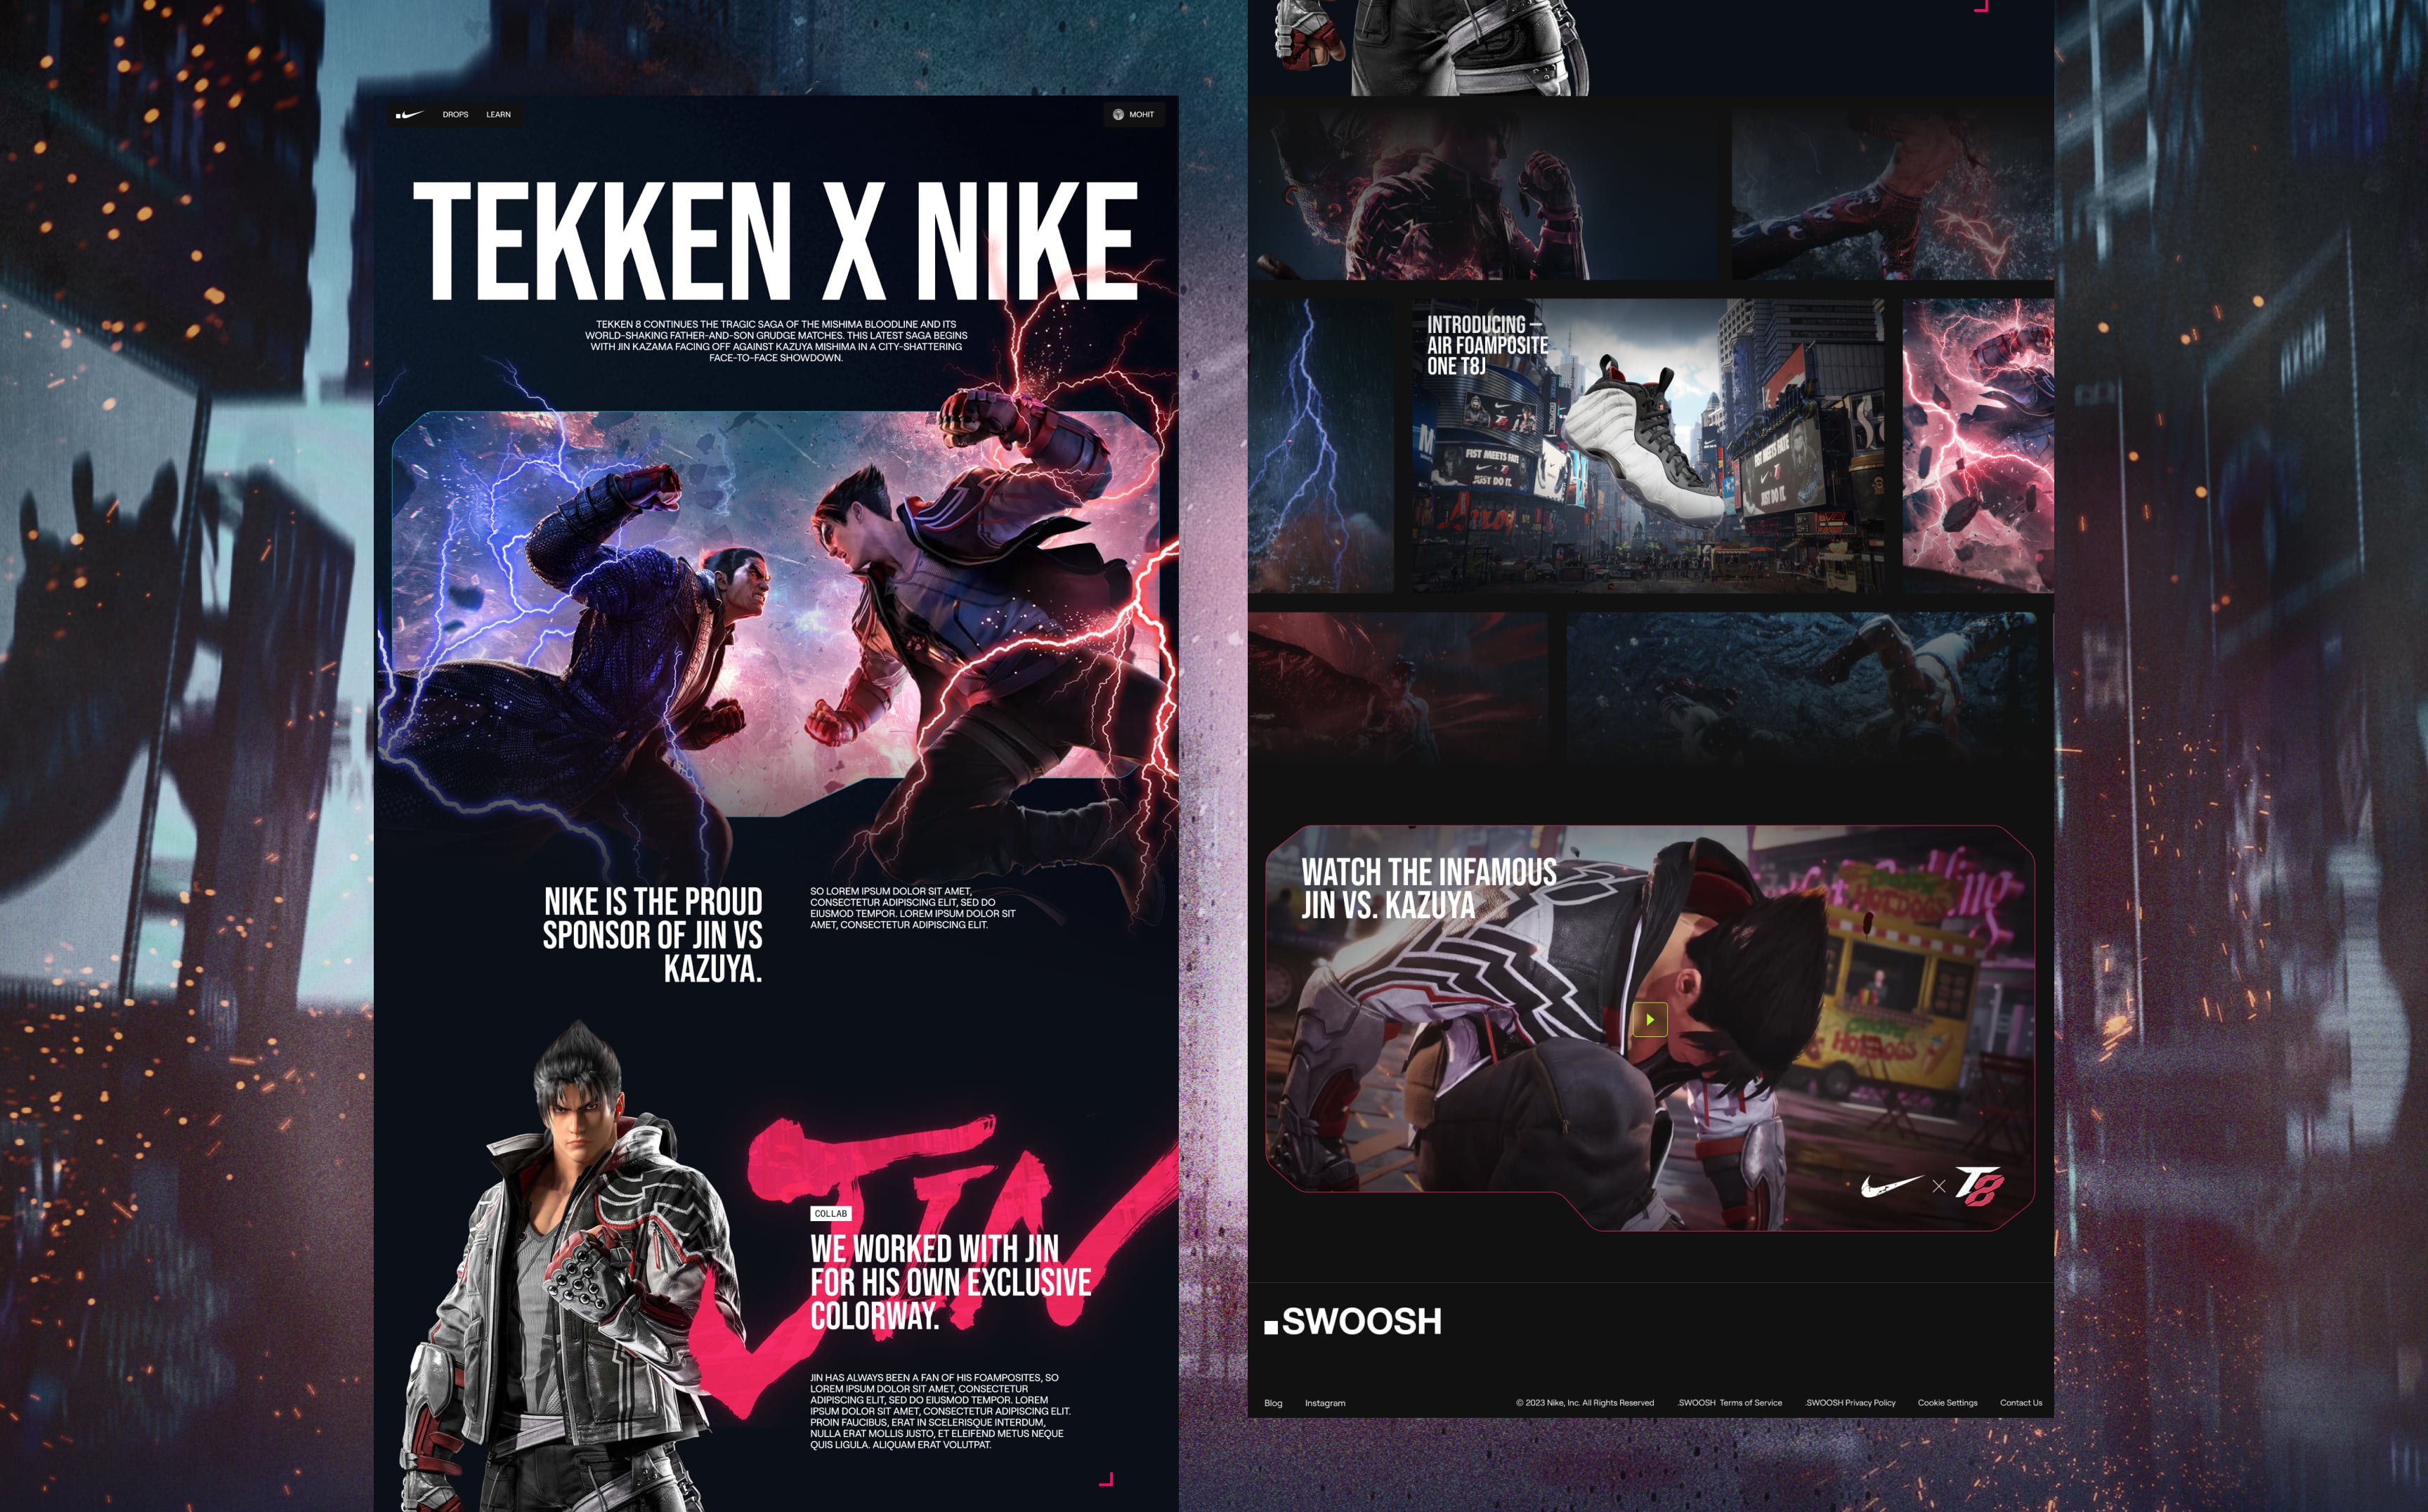 DROPS
LEARN
MOHIT
TEKKEN X NIKE
TEKKEN 8 CONTINUES THE TRAGIC SAGA OF THE MISHIMA BLOODLINE AND ITS
WORLD-SHAKING FATHER-AND-SON GRUDGE MATCHES. THIS LATEST SAGA BEGINS
WITH JIN KAZAMA FACING OFF AGAINST KAZUYA MISHIMA IN A CITY-SHATTERING
FACE-TO-FACE SHOWDOWN.
NIKE IS THE PROUD
SPONSOR OF JIN VS
KAZUYA.
SO LOREM IPSUM DOLOR SIT AMET,
CONSECTETUR ADIPISCING ELIT, SED DO
EIUSMOD TEMPOR. LOREM IPSUM DOLOR SIT
AMET, CONSECTETUR ADIPISCING ELIT.
JIN
COLLAB
WE WORKED WITH JIN
FOR HIS OWN EXCLUSIVE
COLORWAY.
JIN HAS ALWAYS BEEN A FAN OF HIS FOAMPOSITES, SO
LOREM IPSUM DOLOR SIT AMET, CONSECTETUR
ADIPISCING ELIT, SED DO EIUSMOD TEMPOR. LOREM
IPSUM DOLOR SIT AMET, CONSECTETUR ADIPISCING ELIT.
PROIN FAUCIBUS, ERAT IN SCELERISQUE INTERDUM,
NULLA ERAT MOLLIS JUSTO, ET ELEIFEND METUS NEQUE
QUIS LIGULA. ALIQUAM ERAT VOLUTPAT.
INTRODUCING –
AIR FOAMPOSITE
ONE T8J
FIST MEETS FATE
JUST DO IT.
FIST MEETS FATE
JUST DO IT.
WATCH THE INFAMOUS
JIN VS. KAZUYA
HOTDOGS
HOTDOGS
T8
.SWOOSH
Blog
Instagram
© 2023 Nike, Inc. All Rights Reserved
.SWOOSH Terms of Service
.SWOOSH Privacy Policy
Cookie Settings
Contact Us